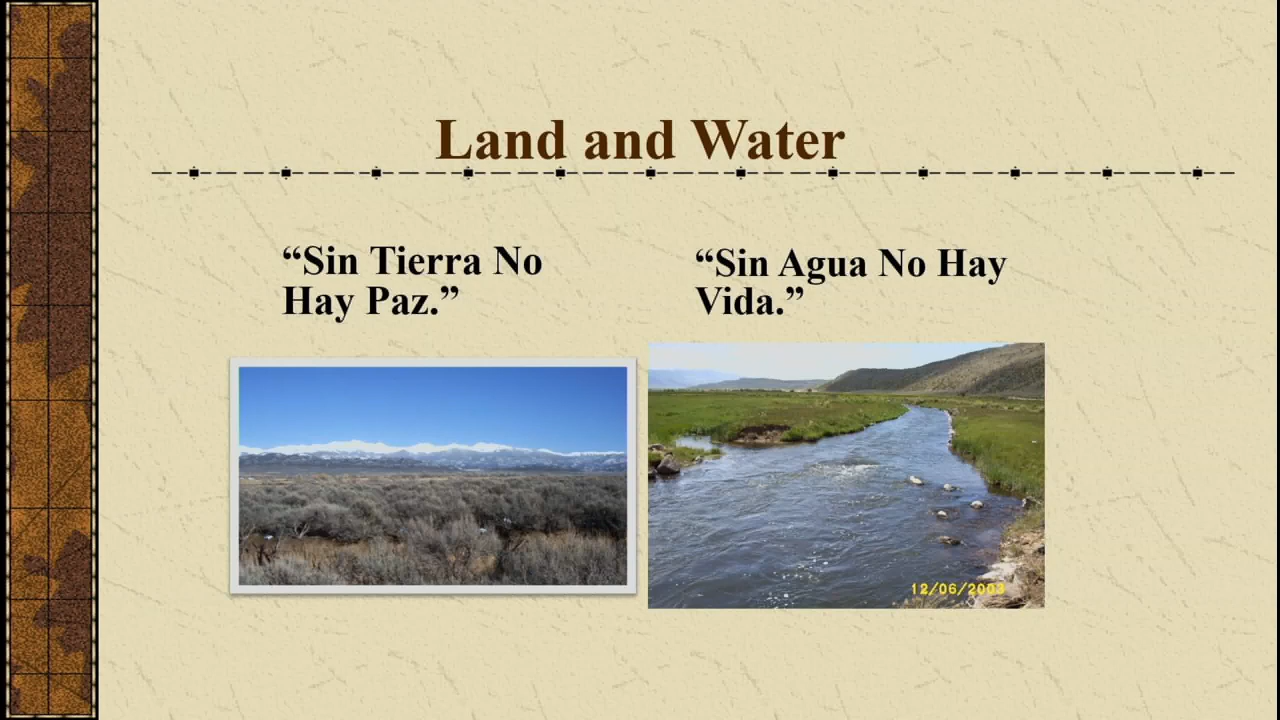 Land and Water
“Sin Tierra No
Hay Paz.”
“Sin Agua No Hay
Vida.”
12/06/2003